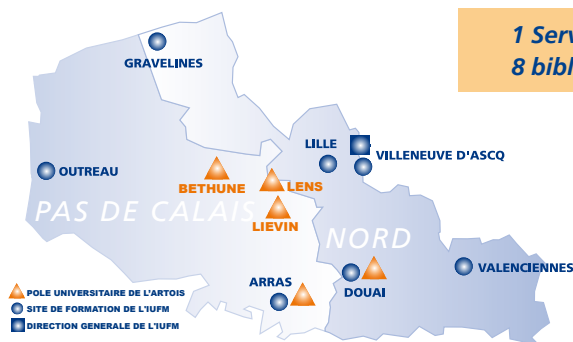 1 Serv
8 bibl
GRAVELINES
LILLE
VILLENEUVE D'ASCQ
OUTREAU
BETHUNE
LENS
PAS DE CALAIS
LIEVIN
NORD
VALENCIENNES
ARRAS
DOUAI
POLE UNIVERSITAIRE DE L'ARTOIS
SITE DE FORMATION DE L'IUFM
DIRECTION GENERALE DE L'IUFM